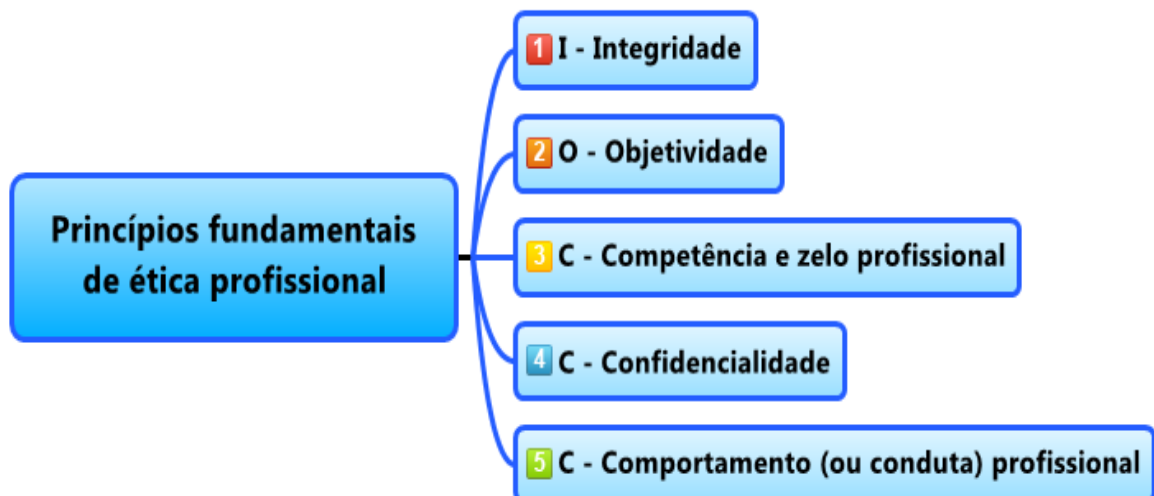 Princípios fundamentais
de ética profissional
1 I - Integridade
2 O - Objetividade
3 C - Competência e zelo profissional
4 C - Confidencialidade
5 C - Comportamento (ou conduta) profissional